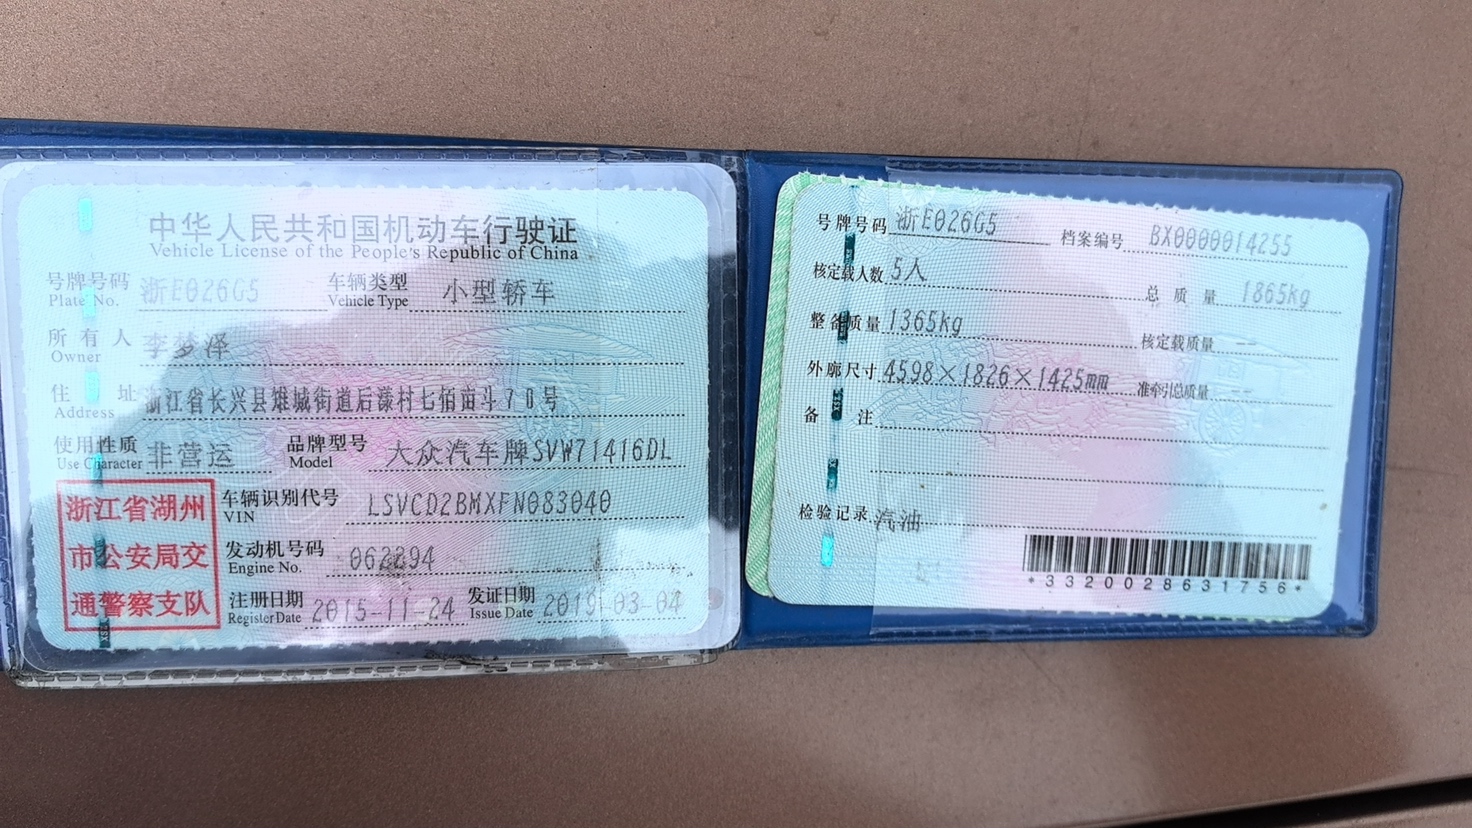 中华人民共和国机动车行驶证
Vehicle License of the People's Republic of China
号牌号码 浙E026G5 车辆类型 小型轿车
Plate No. Vehicle Type
所有人 李梦泽
Owner
住址 浙江省长兴县雉城街道后漾村七佰亩斗70号
Address
使用性质 非营运 品牌型号 大众汽车牌SVW71416DL
Use Character Model
浙江省湖州
市公安局交
通警察支队
车辆识别代号 LSVCD2BMXFN083040
VIN
发动机号码
Engine No.
注册日期 2015-11-24 发证日期 2019-03-04
Register Date Issue Date
号牌号码 浙E026G5 档案编号 BX0000014255
核定载人数 5人 总质量 1865kg
整备质量 1365kg 核定载质量 --
外廓尺寸 4598×1826×1425mm 准牵引总质量 --
备注
检验记录 汽油
*3320028631756*